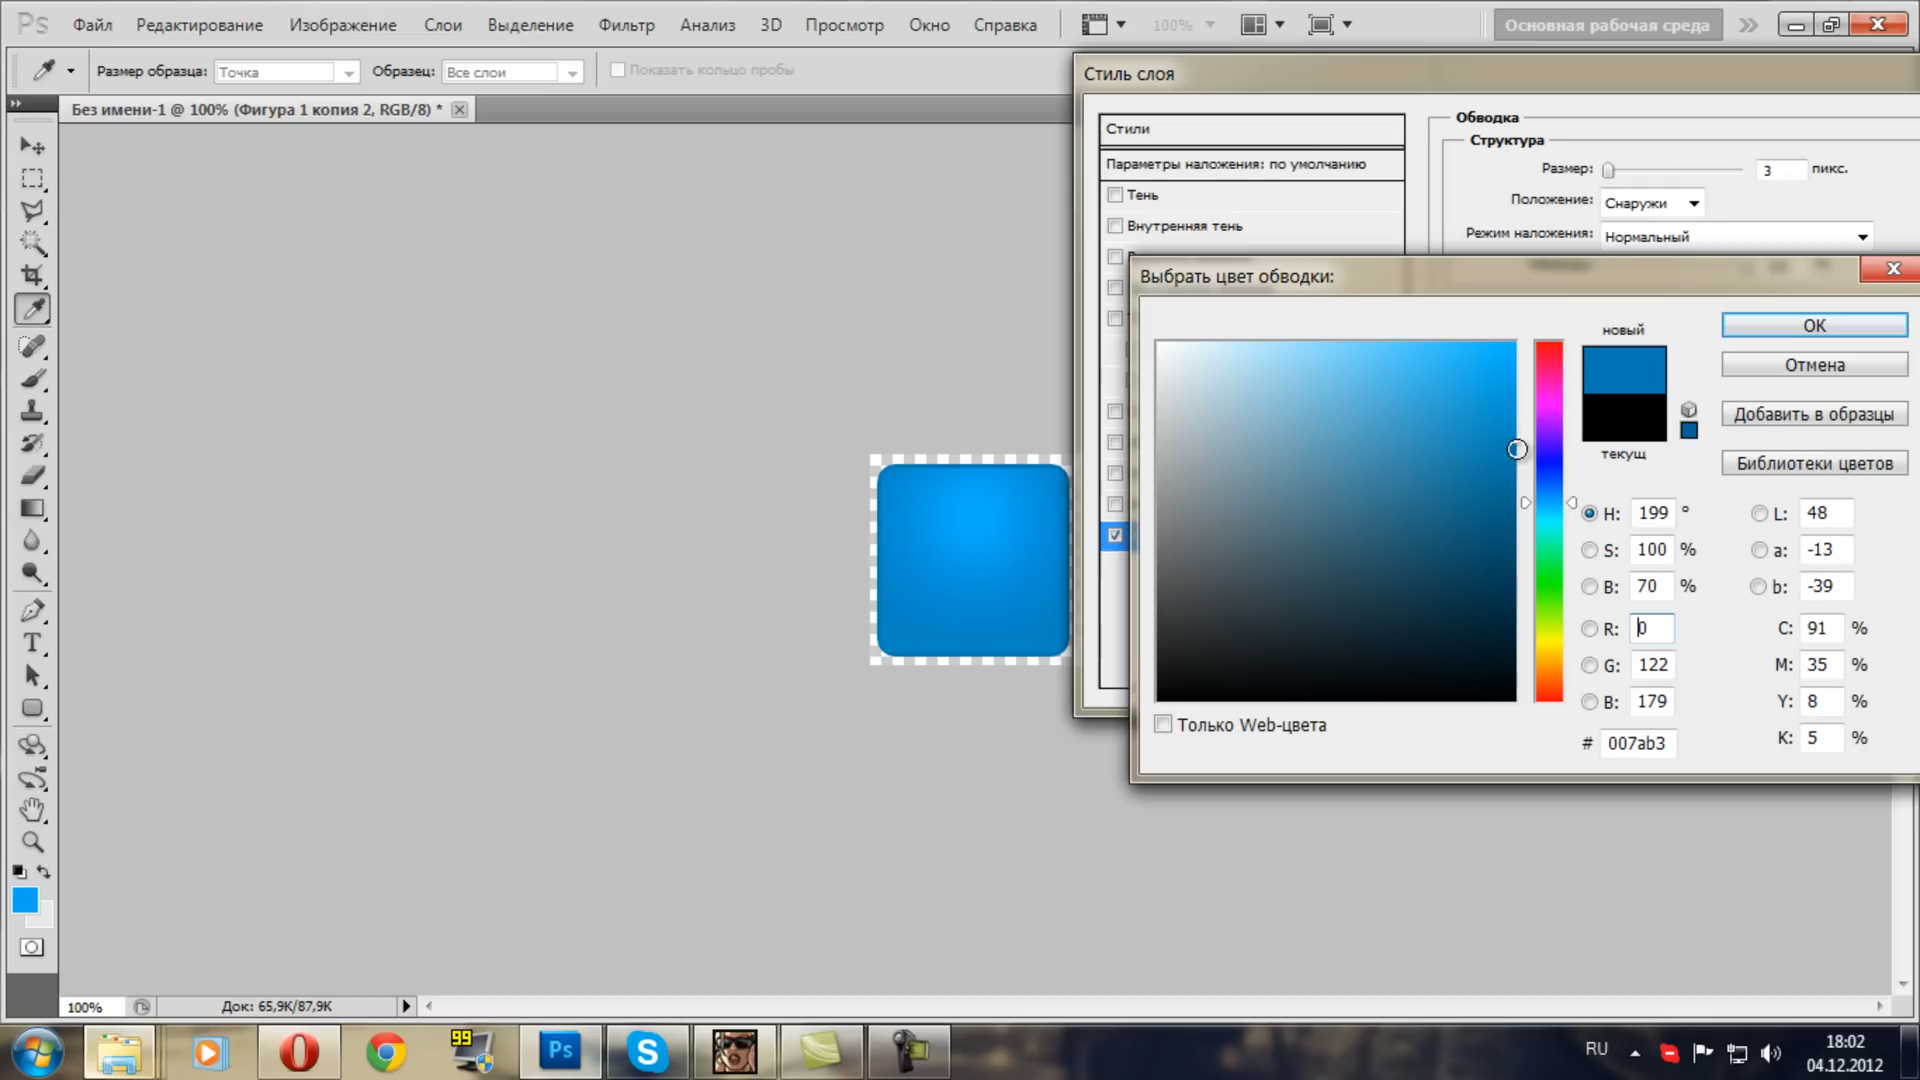 Ps Файл Редактирование Изображение Слои Выделение Фильтр Анализ 3D Просмотр Окно Справка 100% Основная рабочая среда
Размер образца: Точка Образец: Все слои Показать кольцо пробы
Без имени-1 @ 100% (Фигура 1 копия 2, RGB/8) *
Стиль слоя
Стили
Параметры наложения: по умолчанию
Тень
Внутренняя тень
Обводка
Структура
Размер: 3 пикс.
Положение: Снаружи
Режим наложения: Нормальный
Выбрать цвет обводки:
новый
текущ
OK
Отмена
Добавить в образцы
Библиотеки цветов
H: 199 ° L: 48
S: 100 % a: -13
B: 70 % b: -39
R: 0 C: 91 %
G: 122 M: 35 %
B: 179 Y: 8 %
# 007ab3 K: 5 %
Только Web-цвета
100% Док: 65,9K/87,9K
99
Ps
RU
18:02
04.12.2012